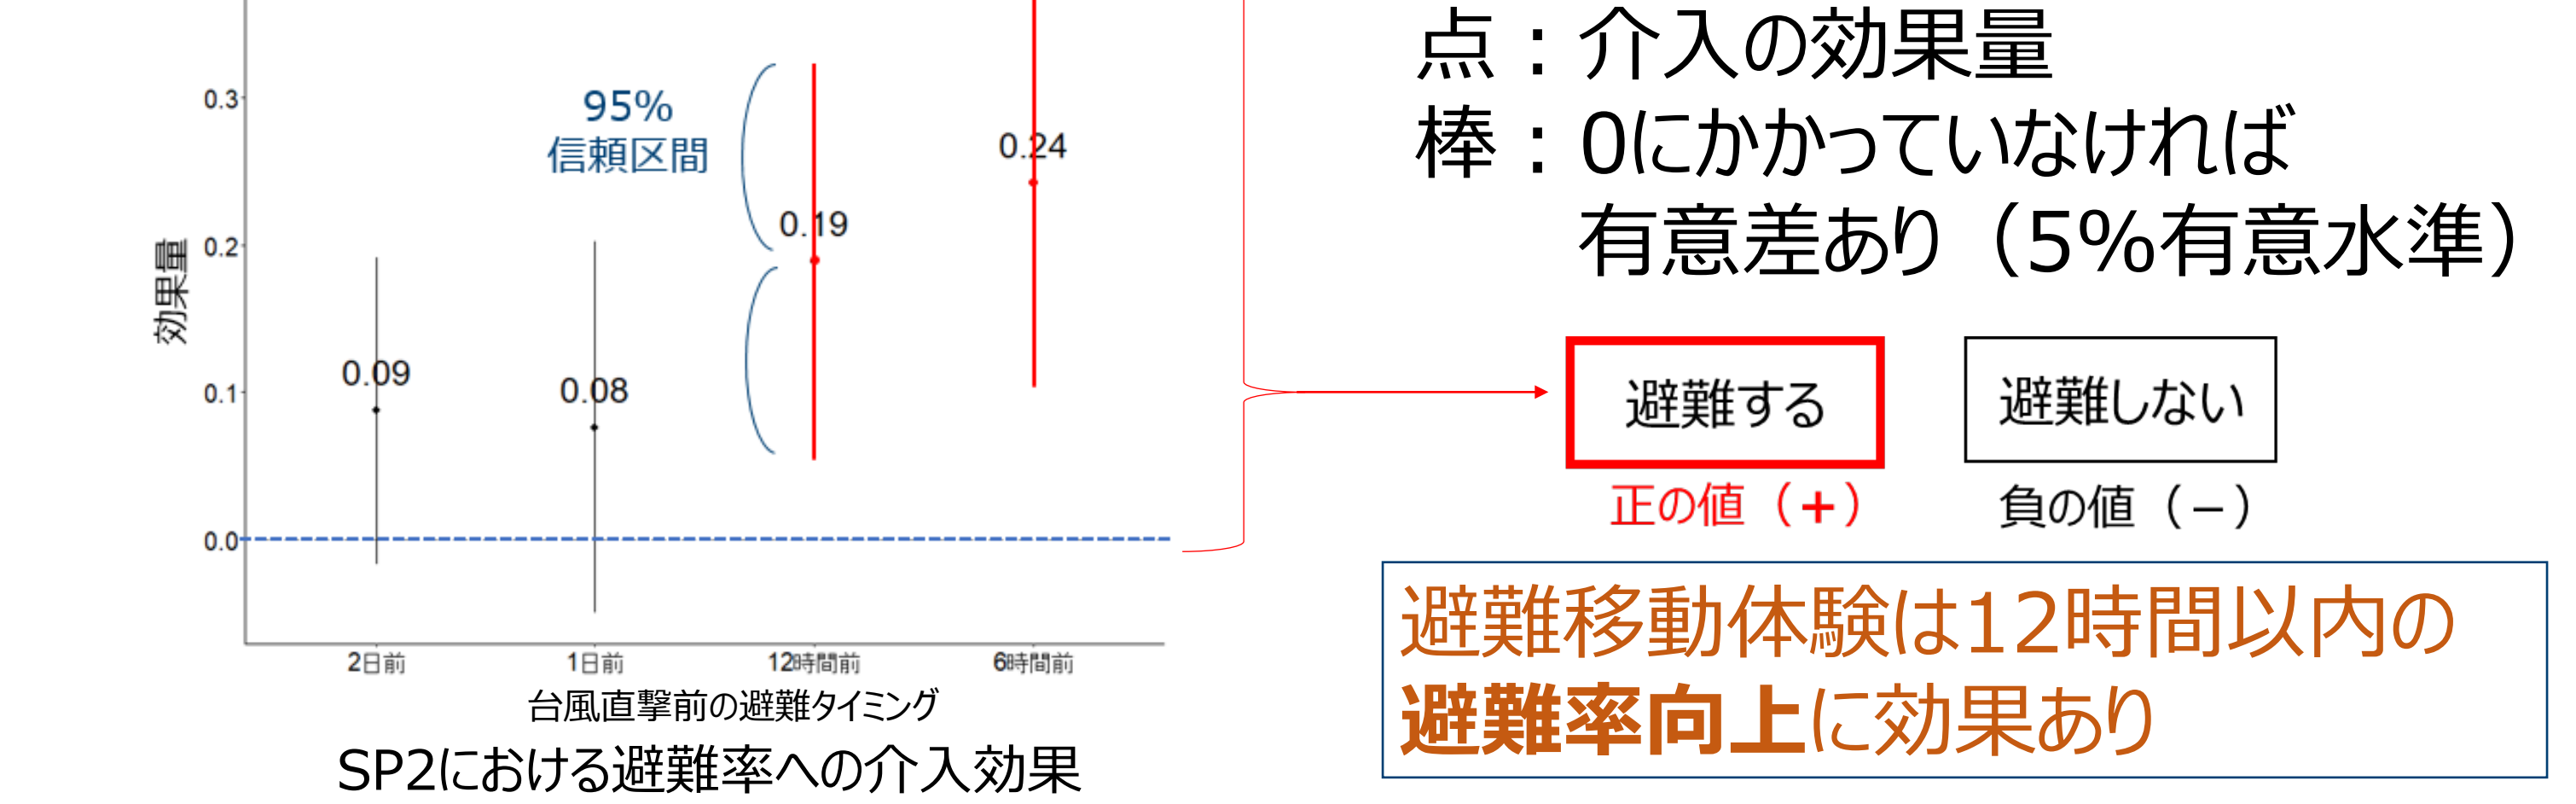 0.3
0.2
0.1
0.0
効果量
95%
信頼区間
0.09
0.08
0.19
0.24
2日前
1日前
12時間前
6時間前
台風直撃前の避難タイミング
SP2における避難率への介入効果
点：介入の効果量
棒：0にかかっていなければ
有意差あり（5%有意水準）
避難する
避難しない
正の値（+）
負の値（−）
避難移動体験は12時間以内の
避難率向上に効果あり